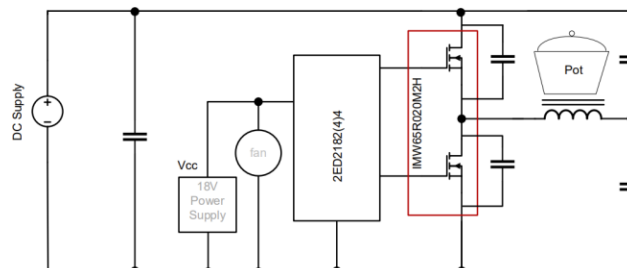 DC Supply
Vcc
18V
Power
Supply
fan
2ED2182(4)4
IMW65R020M2H
Pot